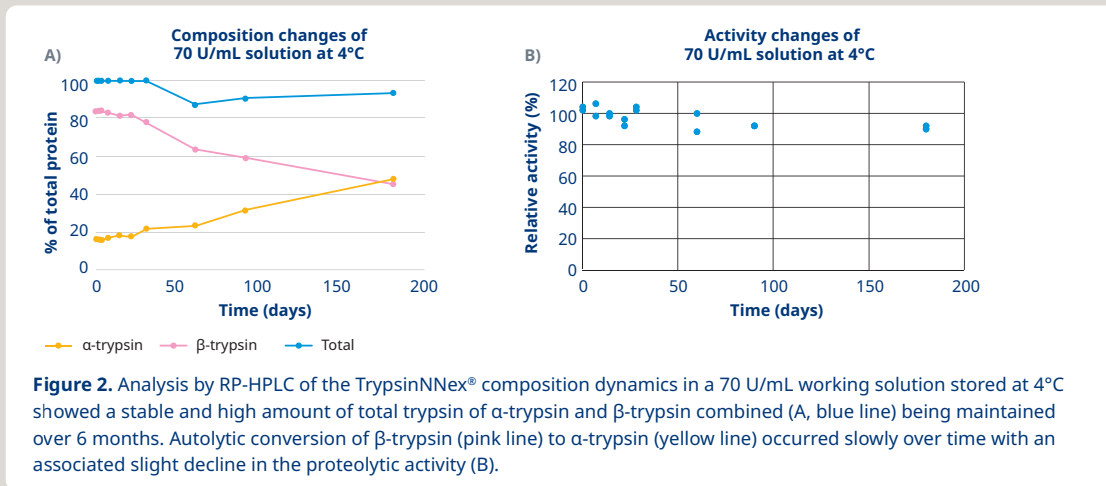 A)
Composition changes of
70 U/mL solution at 4°C
% of total protein
100
80
60
40
20
0
0 50 100 150 200
Time (days)
α-trypsin β-trypsin Total
B)
Activity changes of
70 U/mL solution at 4°C
Relative activity (%)
120
100
80
60
40
20
0
0 50 100 150 200
Time (days)
Figure 2. Analysis by RP-HPLC of the TrypsinNNex® composition dynamics in a 70 U/mL working solution stored at 4°C
showed a stable and high amount of total trypsin of α-trypsin and β-trypsin combined (A, blue line) being maintained
over 6 months. Autolytic conversion of β-trypsin (pink line) to α-trypsin (yellow line) occurred slowly over time with an
associated slight decline in the proteolytic activity (B).